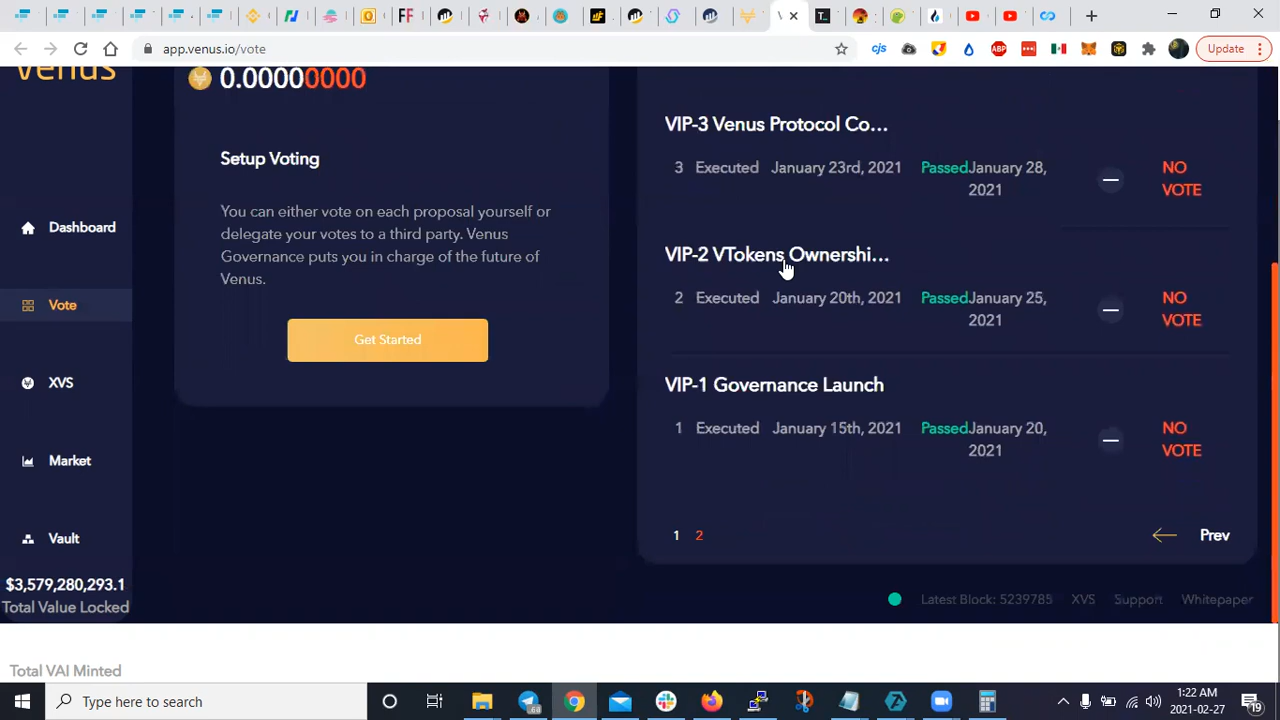 app.venus.io/vote
Update
venus
0.00000000
Setup Voting
You can either vote on each proposal yourself or
delegate your votes to a third party. Venus
Governance puts you in charge of the future of
Venus.
Get Started
Dashboard
Vote
XVS
Market
Vault
$3,579,280,293.1
Total Value Locked
Total VAI Minted
VIP-3 Venus Protocol Co...
3 Executed January 23rd, 2021 Passed January 28,
2021
NO
VOTE
VIP-2 VTokens Ownershi...
2 Executed January 20th, 2021 Passed January 25,
2021
NO
VOTE
VIP-1 Governance Launch
1 Executed January 15th, 2021 Passed January 20,
2021
NO
VOTE
1 2
Prev
Latest Block: 5239785 XVS Support Whitepaper
Type here to search
1:22 AM
2021-02-27
19